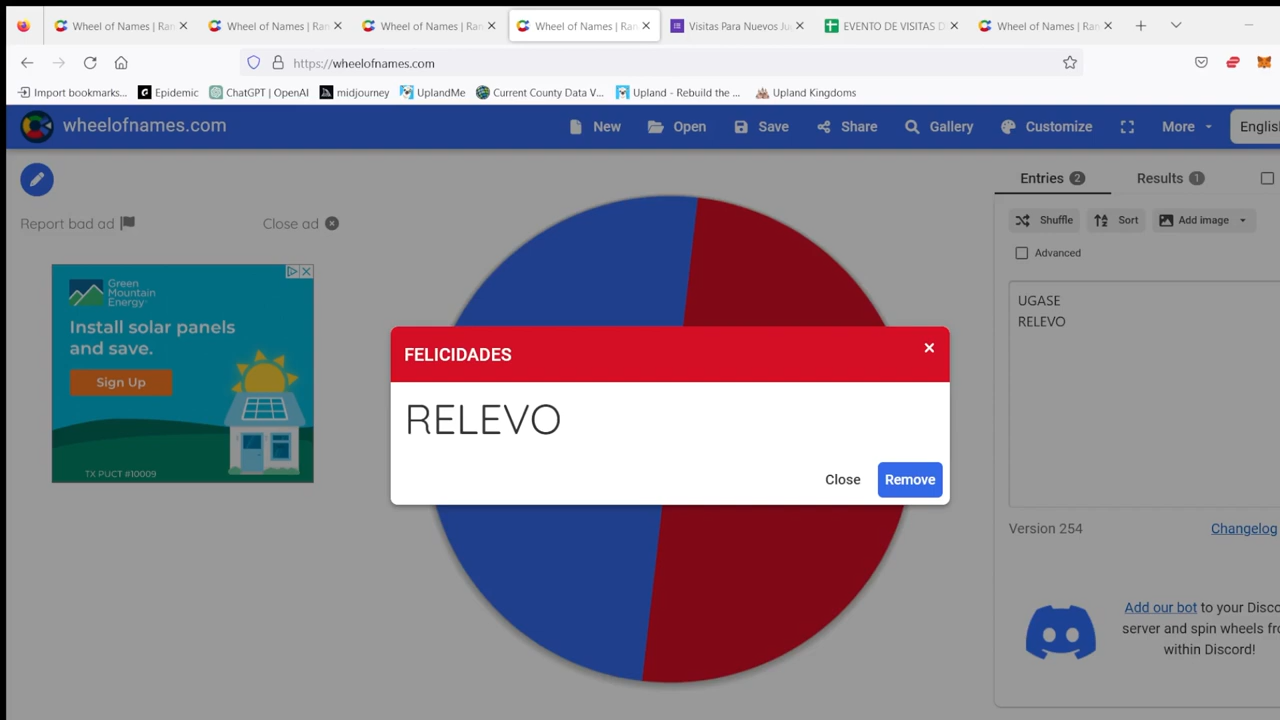 Wheel of Names | Ran
Wheel of Names | Ran
Wheel of Names | Ran
Wheel of Names | Ran
Visitas Para Nuevos Ju
EVENTO DE VISITAS D
Wheel of Names | Ran
https://wheelofnames.com
Import bookmarks...
Epidemic
ChatGPT | OpenAI
midjourney
UplandMe
Current County Data V...
Upland - Rebuild the ...
Upland Kingdoms
wheelofnames.com
New
Open
Save
Share
Gallery
Customize
More
English
Report bad ad
Close ad
Green
Mountain
Energy
Install solar panels
and save.
Sign Up
TX PUCT #10009
FELICIDADES
RELEVO
Close
Remove
Entries 2
Results 1
Shuffle
Sort
Add image
Advanced
UGASE
RELEVO
Version 254
Changelog
Add our bot to your Disco
server and spin wheels fro
within Discord!